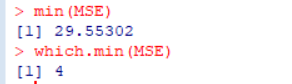 > min(MSE)
[1] 29.55302
> which.min(MSE)
[1] 4